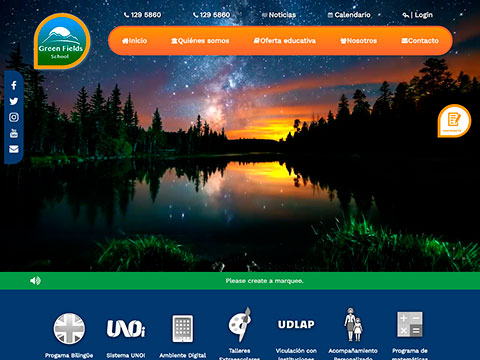 129 5860 129 5860 Noticias Calendario | Login
Green Fields
School
Inicio Quiénes somos Oferta educativa Nosotros Contacto
Please create a marquee.
UNOi UDLAP
Progama Bilingüe Sistema UNOi Ambiente Digital Talleres Extraescolares Vinculación con Instituciones Acompañamiento Personalizado Programa de matemáticas